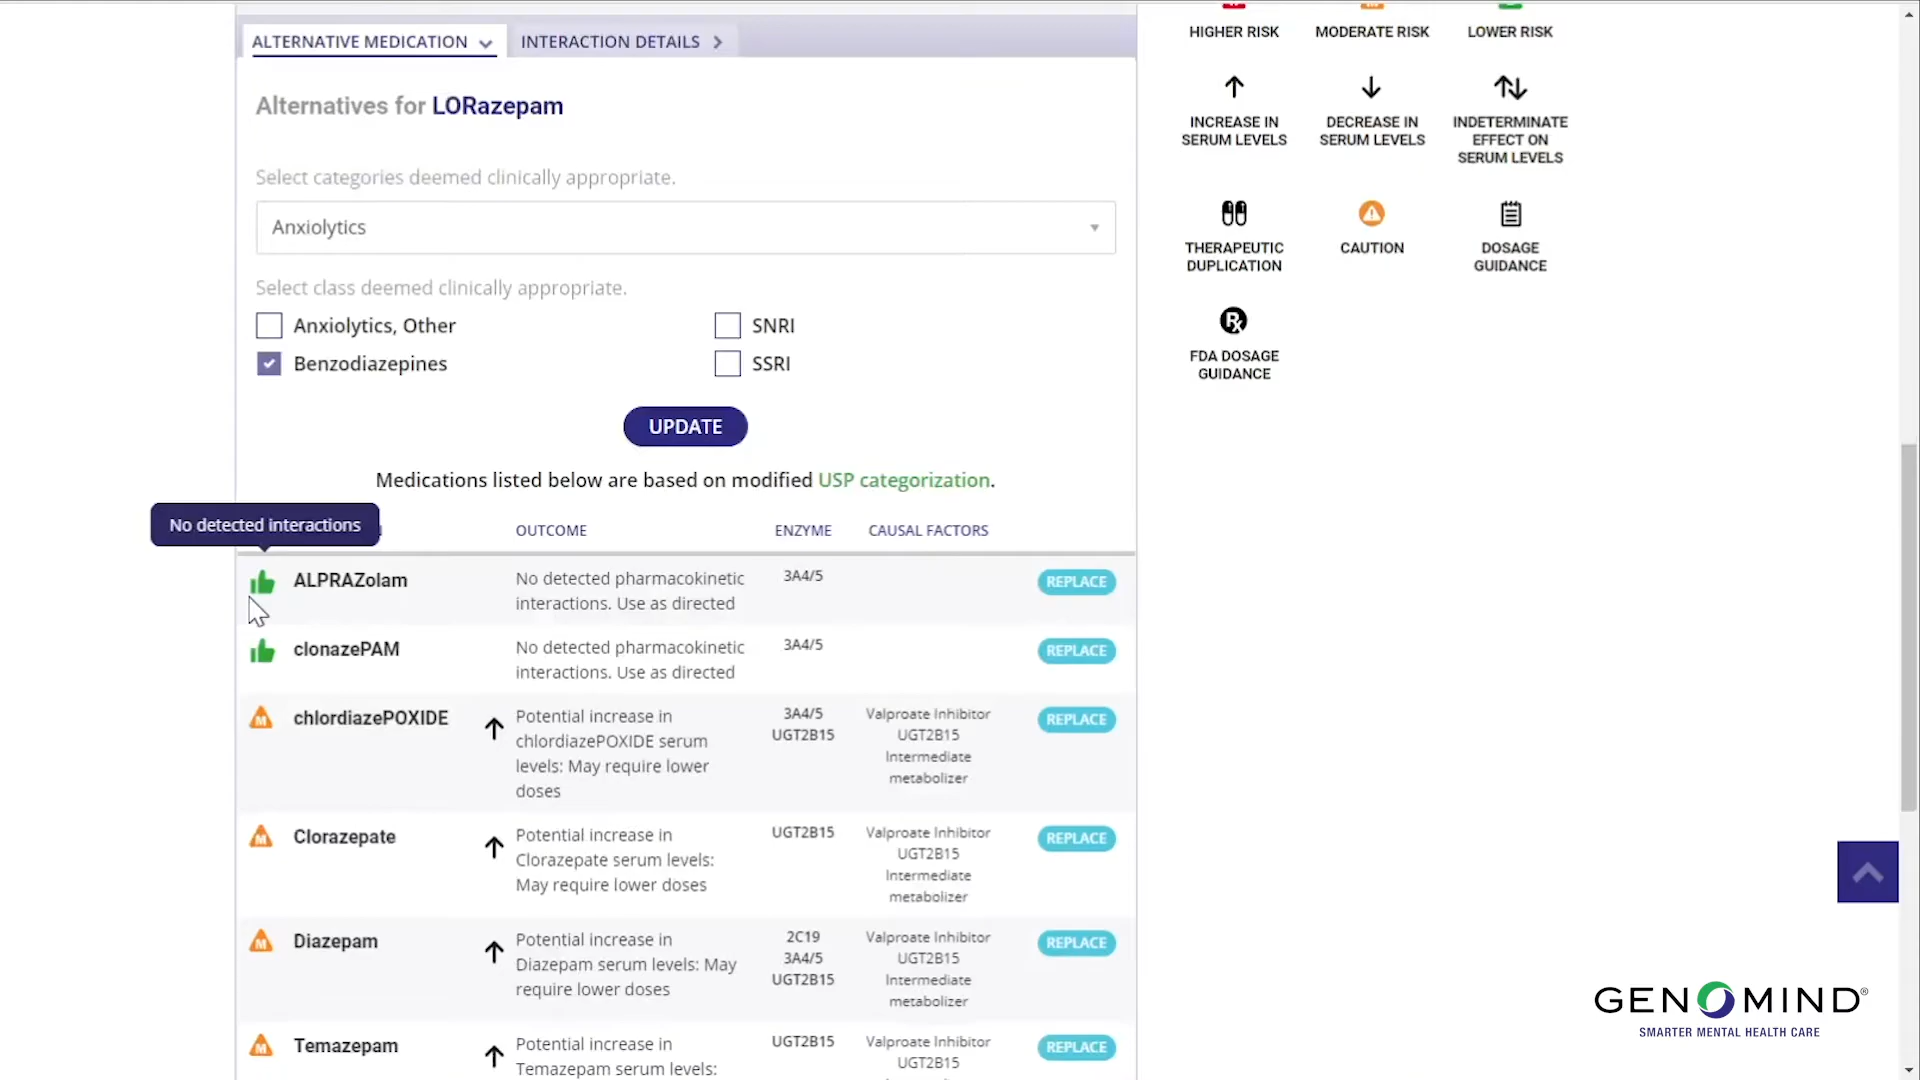 ALTERNATIVE MEDICATION
INTERACTION DETAILS
Alternatives for LORazepam
Select categories deemed clinically appropriate.
Anxiolytics
Select class deemed clinically appropriate.
Anxiolytics, Other
SNRI
Benzodiazepines
SSRI
UPDATE
Medications listed below are based on modified USP categorization.
No detected interactions
OUTCOME
ENZYME
CAUSAL FACTORS
ALPRAZolam
No detected pharmacokinetic
interactions. Use as directed
3A4/5
REPLACE
clonazePAM
No detected pharmacokinetic
interactions. Use as directed
3A4/5
REPLACE
M
chlordiazePOXIDE
Potential increase in
chlordiazePOXIDE serum
levels: May require lower
doses
3A4/5
UGT2B15
Valproate Inhibitor
UGT2B15
Intermediate
metabolizer
REPLACE
M
Clorazepate
Potential increase in
Clorazepate serum levels:
May require lower doses
UGT2B15
Valproate Inhibitor
UGT2B15
Intermediate
metabolizer
REPLACE
M
Diazepam
Potential increase in
Diazepam serum levels: May
require lower doses
2C19
3A4/5
UGT2B15
Valproate Inhibitor
UGT2B15
Intermediate
metabolizer
REPLACE
M
Temazepam
Potential increase in
Temazepam serum levels:
UGT2B15
Valproate Inhibitor
UGT2B15
REPLACE
HIGHER RISK
MODERATE RISK
LOWER RISK
INCREASE IN
SERUM LEVELS
DECREASE IN
SERUM LEVELS
INDETERMINATE
EFFECT ON
SERUM LEVELS
THERAPEUTIC
DUPLICATION
CAUTION
DOSAGE
GUIDANCE
Rx
FDA DOSAGE
GUIDANCE
GENOMIND®
SMARTER MENTAL HEALTH CARE